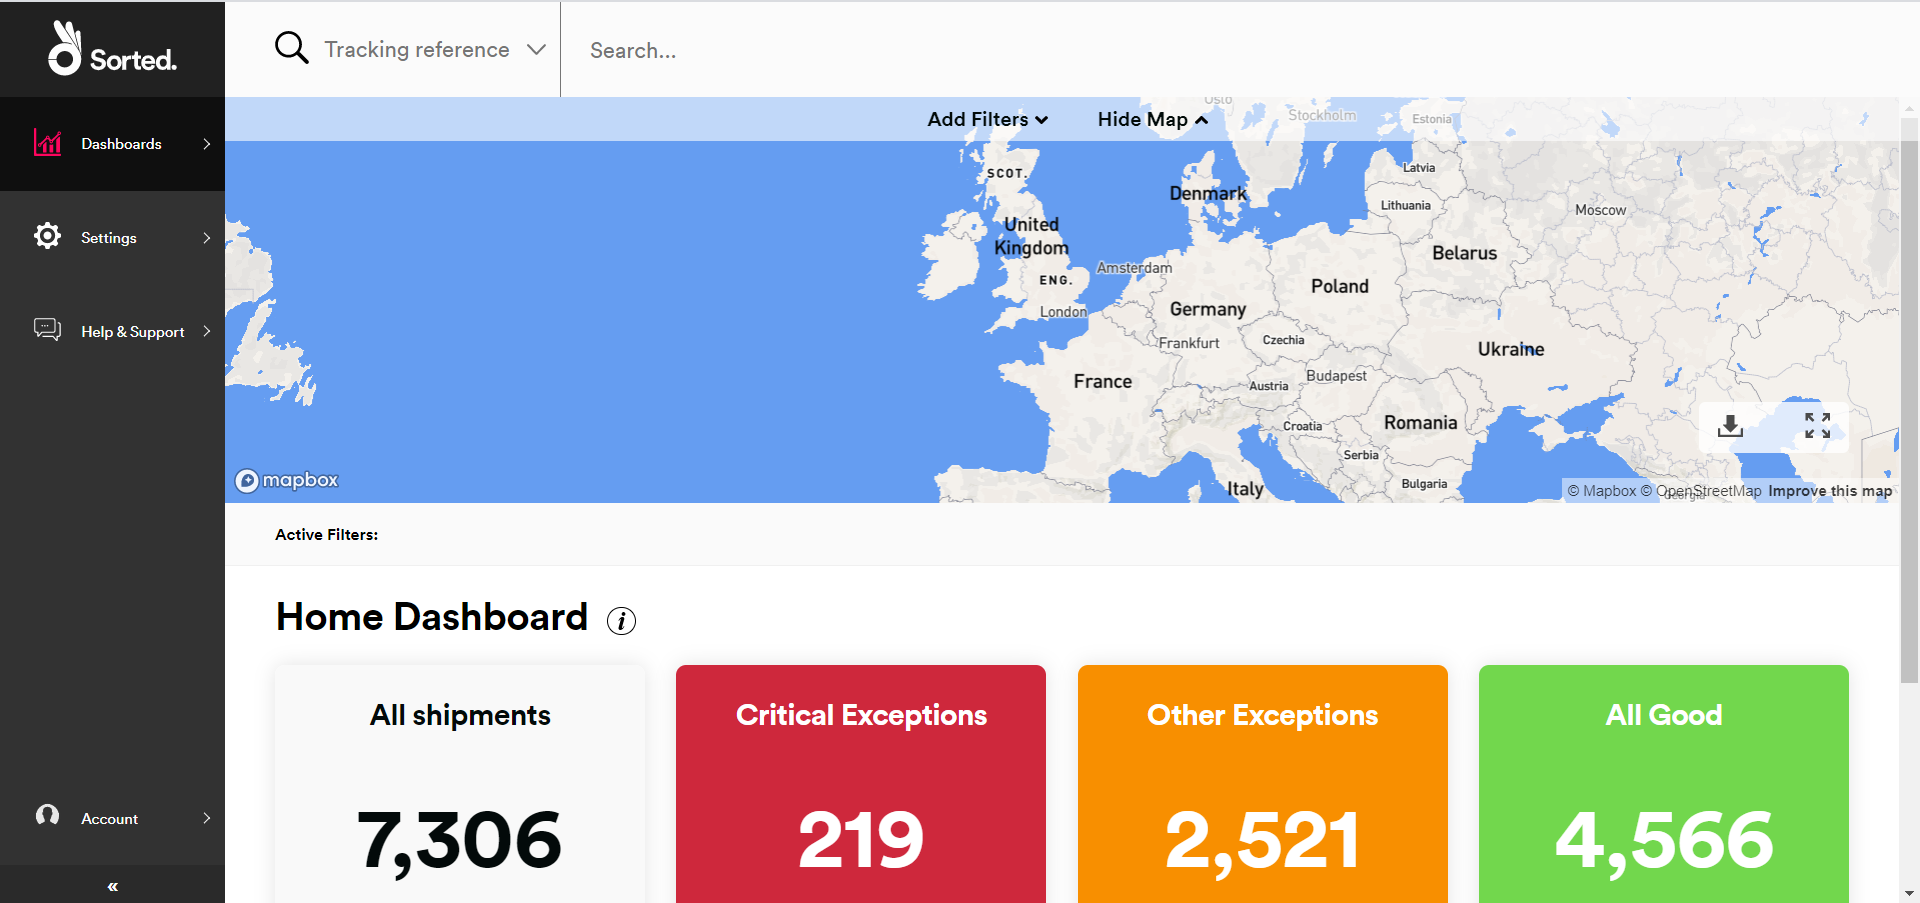 Sorted.
Tracking reference
Search...
Dashboards
Settings
Help & Support
Account
«
Add Filters
Hide Map
Oslo
Stockholm
Estonia
SCOT.
Latvia
Denmark
Lithuania
Moscow
United
Kingdom
Belarus
Amsterdam
ENG.
Poland
London
Germany
Frankfurt
Czechia
Ukraine
Budapest
France
Austria
Romania
Croatia
Serbia
mapbox
Italy
Bulgaria
Georgia
© Mapbox © OpenStreetMap Improve this map
Active Filters:
Home Dashboard i
All shipments
7,306
Critical Exceptions
219
Other Exceptions
2,521
All Good
4,566